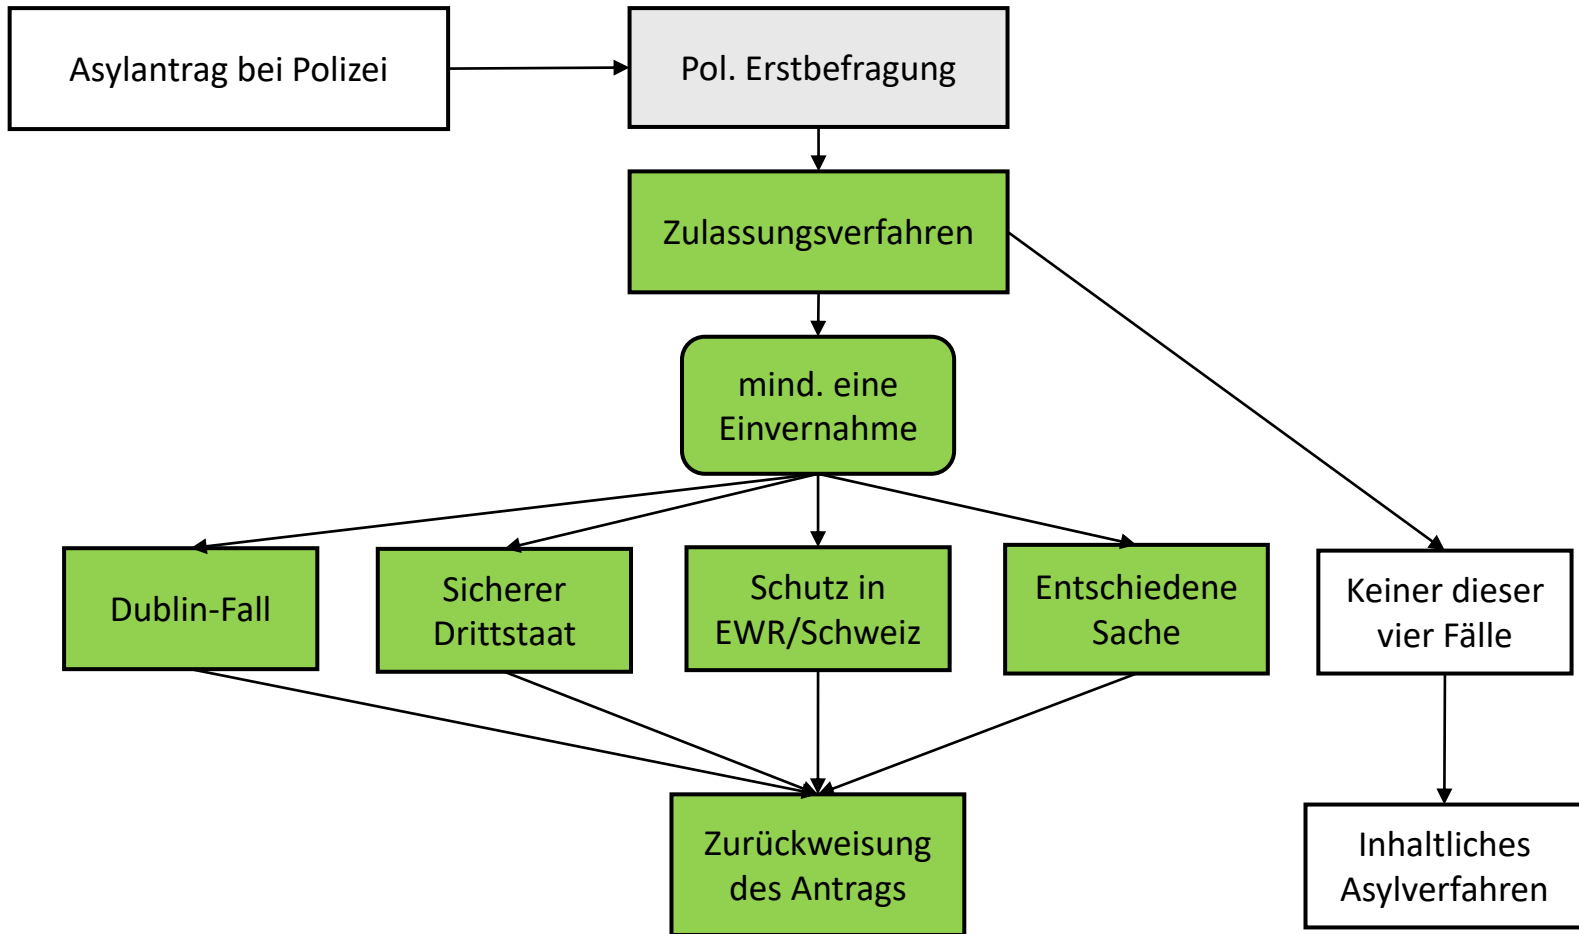 Asylantrag bei Polizei
Pol. Erstbefragung
Zulassungsverfahren
mind. eine
Einvernahme
Dublin-Fall
Sicherer
Drittstaat
Schutz in
EWR/Schweiz
Entschiedene
Sache
Keiner dieser
vier Fälle
Zurückweisung
des Antrags
Inhaltliches
Asylverfahren